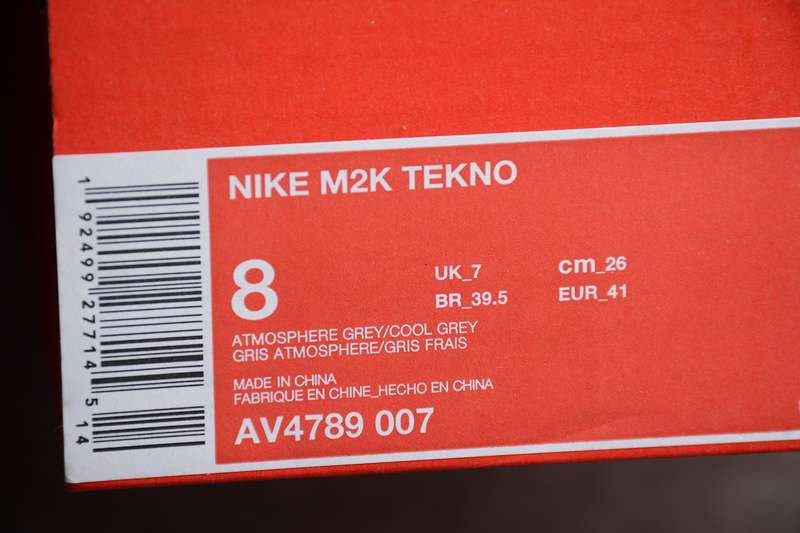 NIKE M2K TEKNO
8
UK_7
cm_26
BR_39.5
EUR_41
ATMOSPHERE GREY/COOL GREY
GRIS ATMOSPHERE/GRIS FRAIS
MADE IN CHINA
FABRIQUE EN CHINE_HECHO EN CHINA
AV4789 007
1 92499 27714 5 14